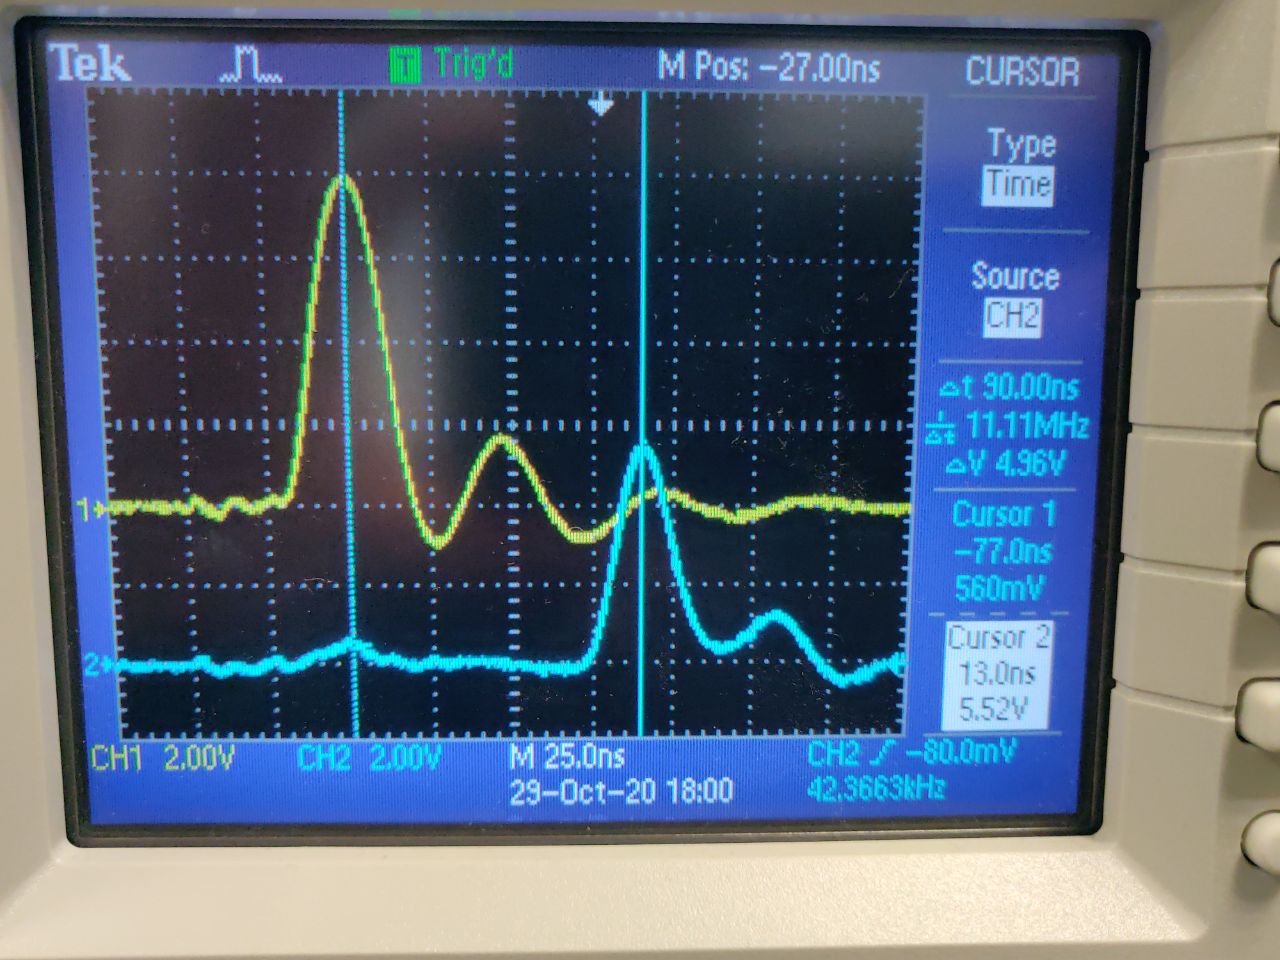 Tek T Trig'd M Pos: -27.00ns CURSOR
Type
Time
Source
CH2
Δt 90.00ns
1/Δt 11.11MHz
ΔV 4.96V
Cursor 1
-77.0ns
560mV
Cursor 2
13.0ns
5.52V
1
2
CH1 2.00V CH2 2.00V M 25.0ns CH2 -80.0mV
29-Oct-20 18:00 42.3663kHz